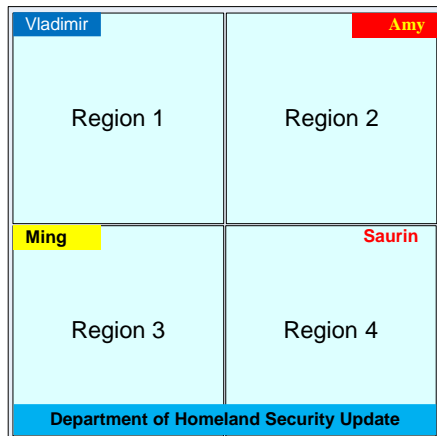 Vladimir
Amy
Region 1
Region 2
Ming
Saurin
Region 3
Region 4
Department of Homeland Security Update